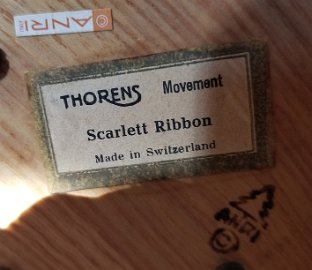 © ANRI
THORENS Movement
Scarlett Ribbon
Made in Switzerland